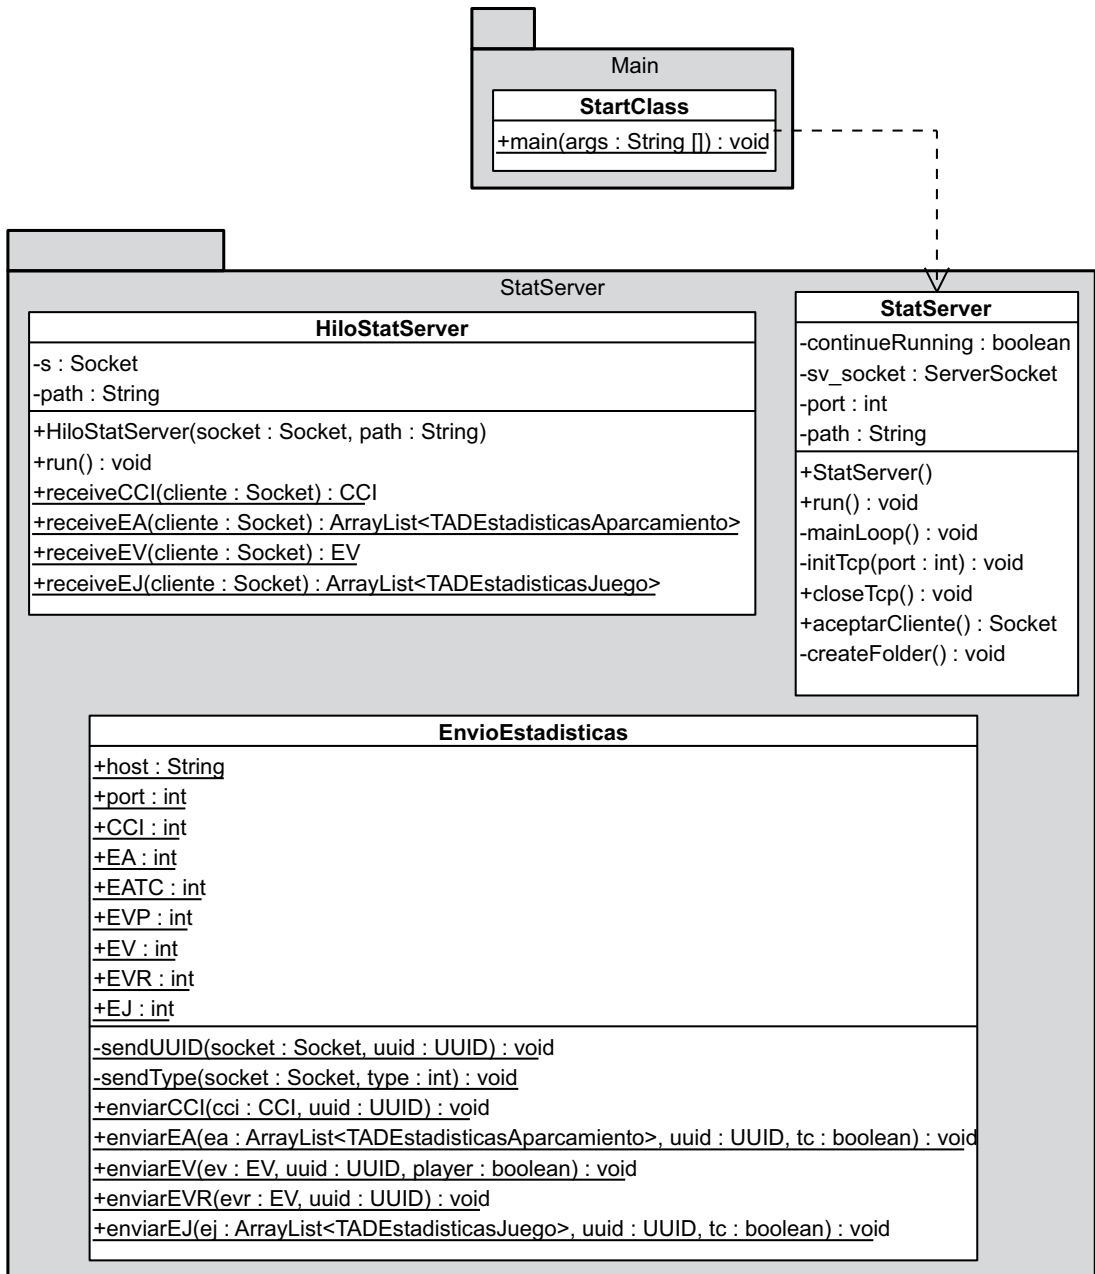 Main
StartClass
+main(args : String []) : void
StatServer
HiloStatServer
-s : Socket
-path : String
+HiloStatServer(socket : Socket, path : String)
+run() : void
+receiveCCI(cliente : Socket) : CCI
+receiveEA(cliente : Socket) : ArrayList<TADEstadisticasAparcamiento>
+receiveEV(cliente : Socket) : EV
+receiveEJ(cliente : Socket) : ArrayList<TADEstadisticasJuego>
StatServer
-continueRunning : boolean
-sv_socket : ServerSocket
-port : int
-path : String
+StatServer()
+run() : void
-mainLoop() : void
-initTcp(port : int) : void
+closeTcp() : void
+aceptarCliente() : Socket
-createFolder() : void
EnvioEstadisticas
+host : String
+port : int
+CCI : int
+EA : int
+EATC : int
+EVP : int
+EV : int
+EVR : int
+EJ : int
-sendUUID(socket : Socket, uuid : UUID) : void
-sendType(socket : Socket, type : int) : void
+enviarCCI(cci : CCI, uuid : UUID) : void
+enviarEA(ea : ArrayList<TADEstadisticasAparcamiento>, uuid : UUID, tc : boolean) : void
+enviarEV(ev : EV, uuid : UUID, player : boolean) : void
+enviarEVR(evr : EV, uuid : UUID) : void
+enviarEJ(ej : ArrayList<TADEstadisticasJuego>, uuid : UUID, tc : boolean) : void